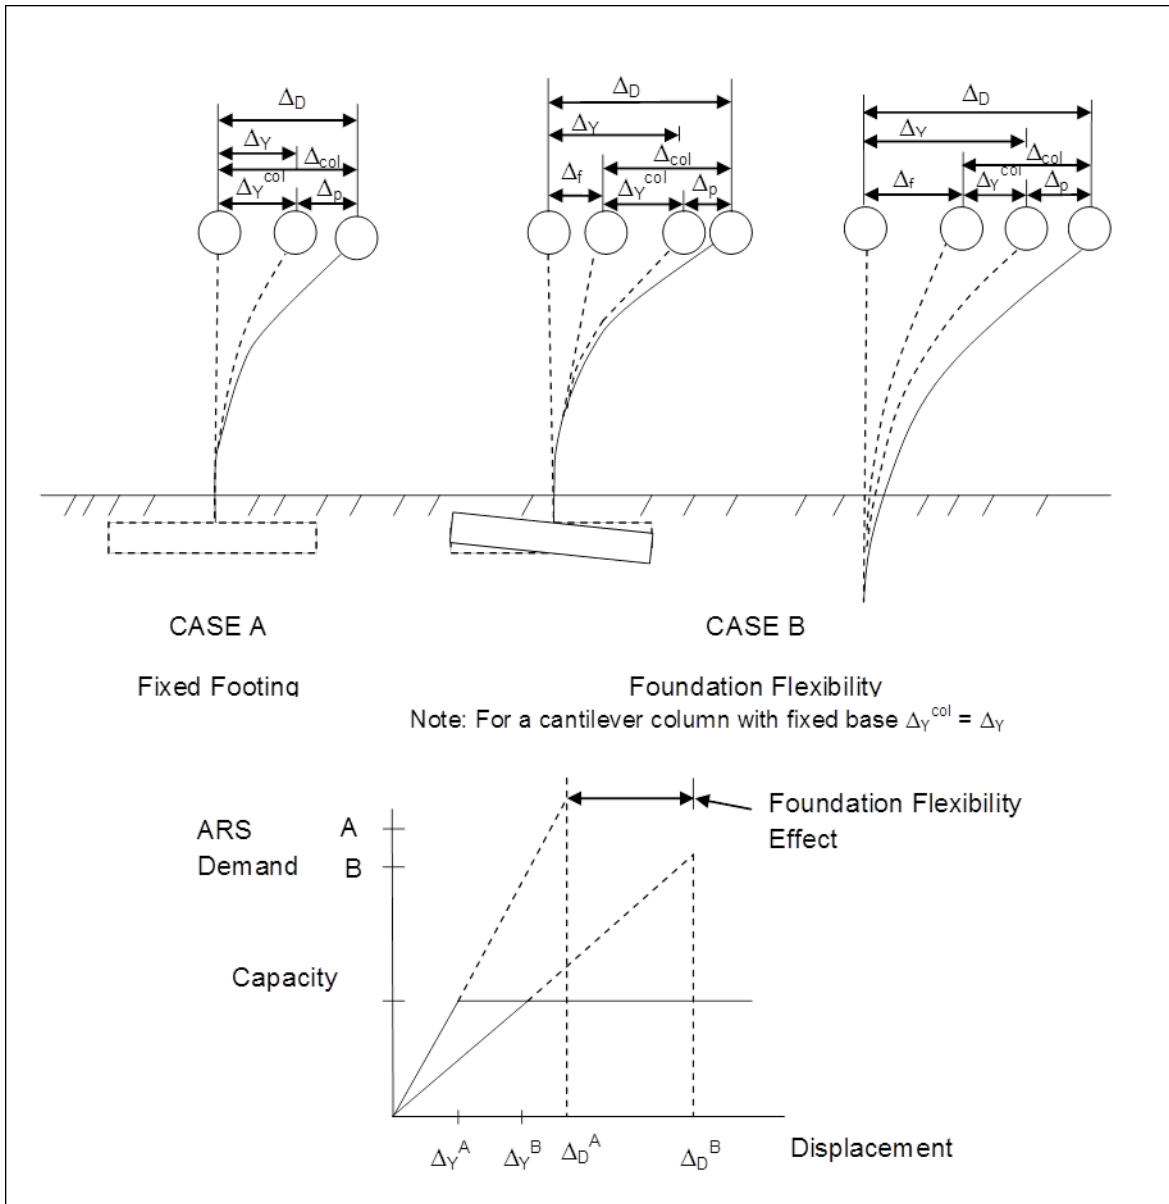 ΔD
ΔY
Δcol
ΔYcol
Δp
ΔD
ΔY
Δcol
Δf
ΔYcol
Δp
ΔD
ΔY
Δcol
Δf
ΔYcol
Δp
CASE A
Fixed Footing
CASE B
Foundation Flexibility
Note: For a cantilever column with fixed base ΔYcol = ΔY
ARS
Demand
A
B
Capacity
Foundation Flexibility
Effect
ΔYA
ΔYB
ΔDA
ΔDB
Displacement